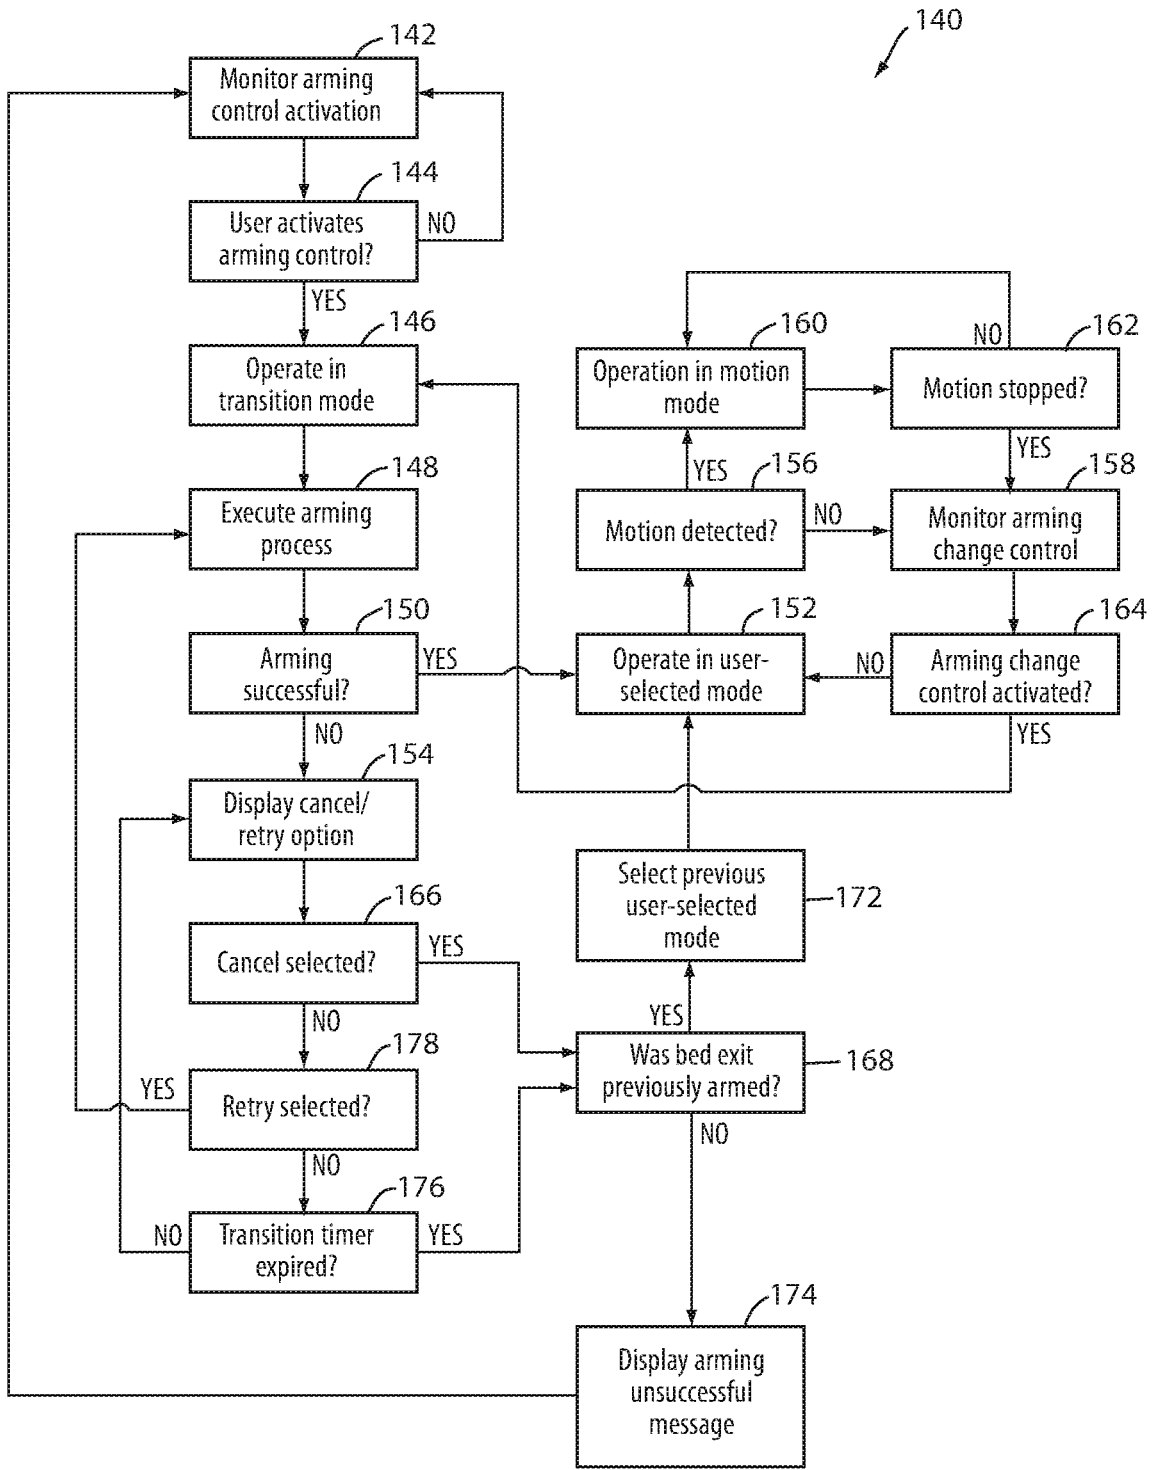 140
142
Monitor arming
control activation
144
User activates
arming control?
NO
YES
146
Operate in
transition mode
148
Execute arming
process
150
Arming
successful?
YES
NO
154
Display cancel/
retry option
166
Cancel selected?
YES
NO
178
Retry selected?
YES
NO
176
Transition timer
expired?
NO
YES
160
Operation in motion
mode
162
Motion stopped?
NO
YES
156
Motion detected?
YES
NO
158
Monitor arming
change control
152
Operate in user-
selected mode
164
Arming change
control activated?
NO
YES
172
Select previous
user-selected
mode
168
Was bed exit
previously armed?
YES
NO
174
Display arming
unsuccessful
message